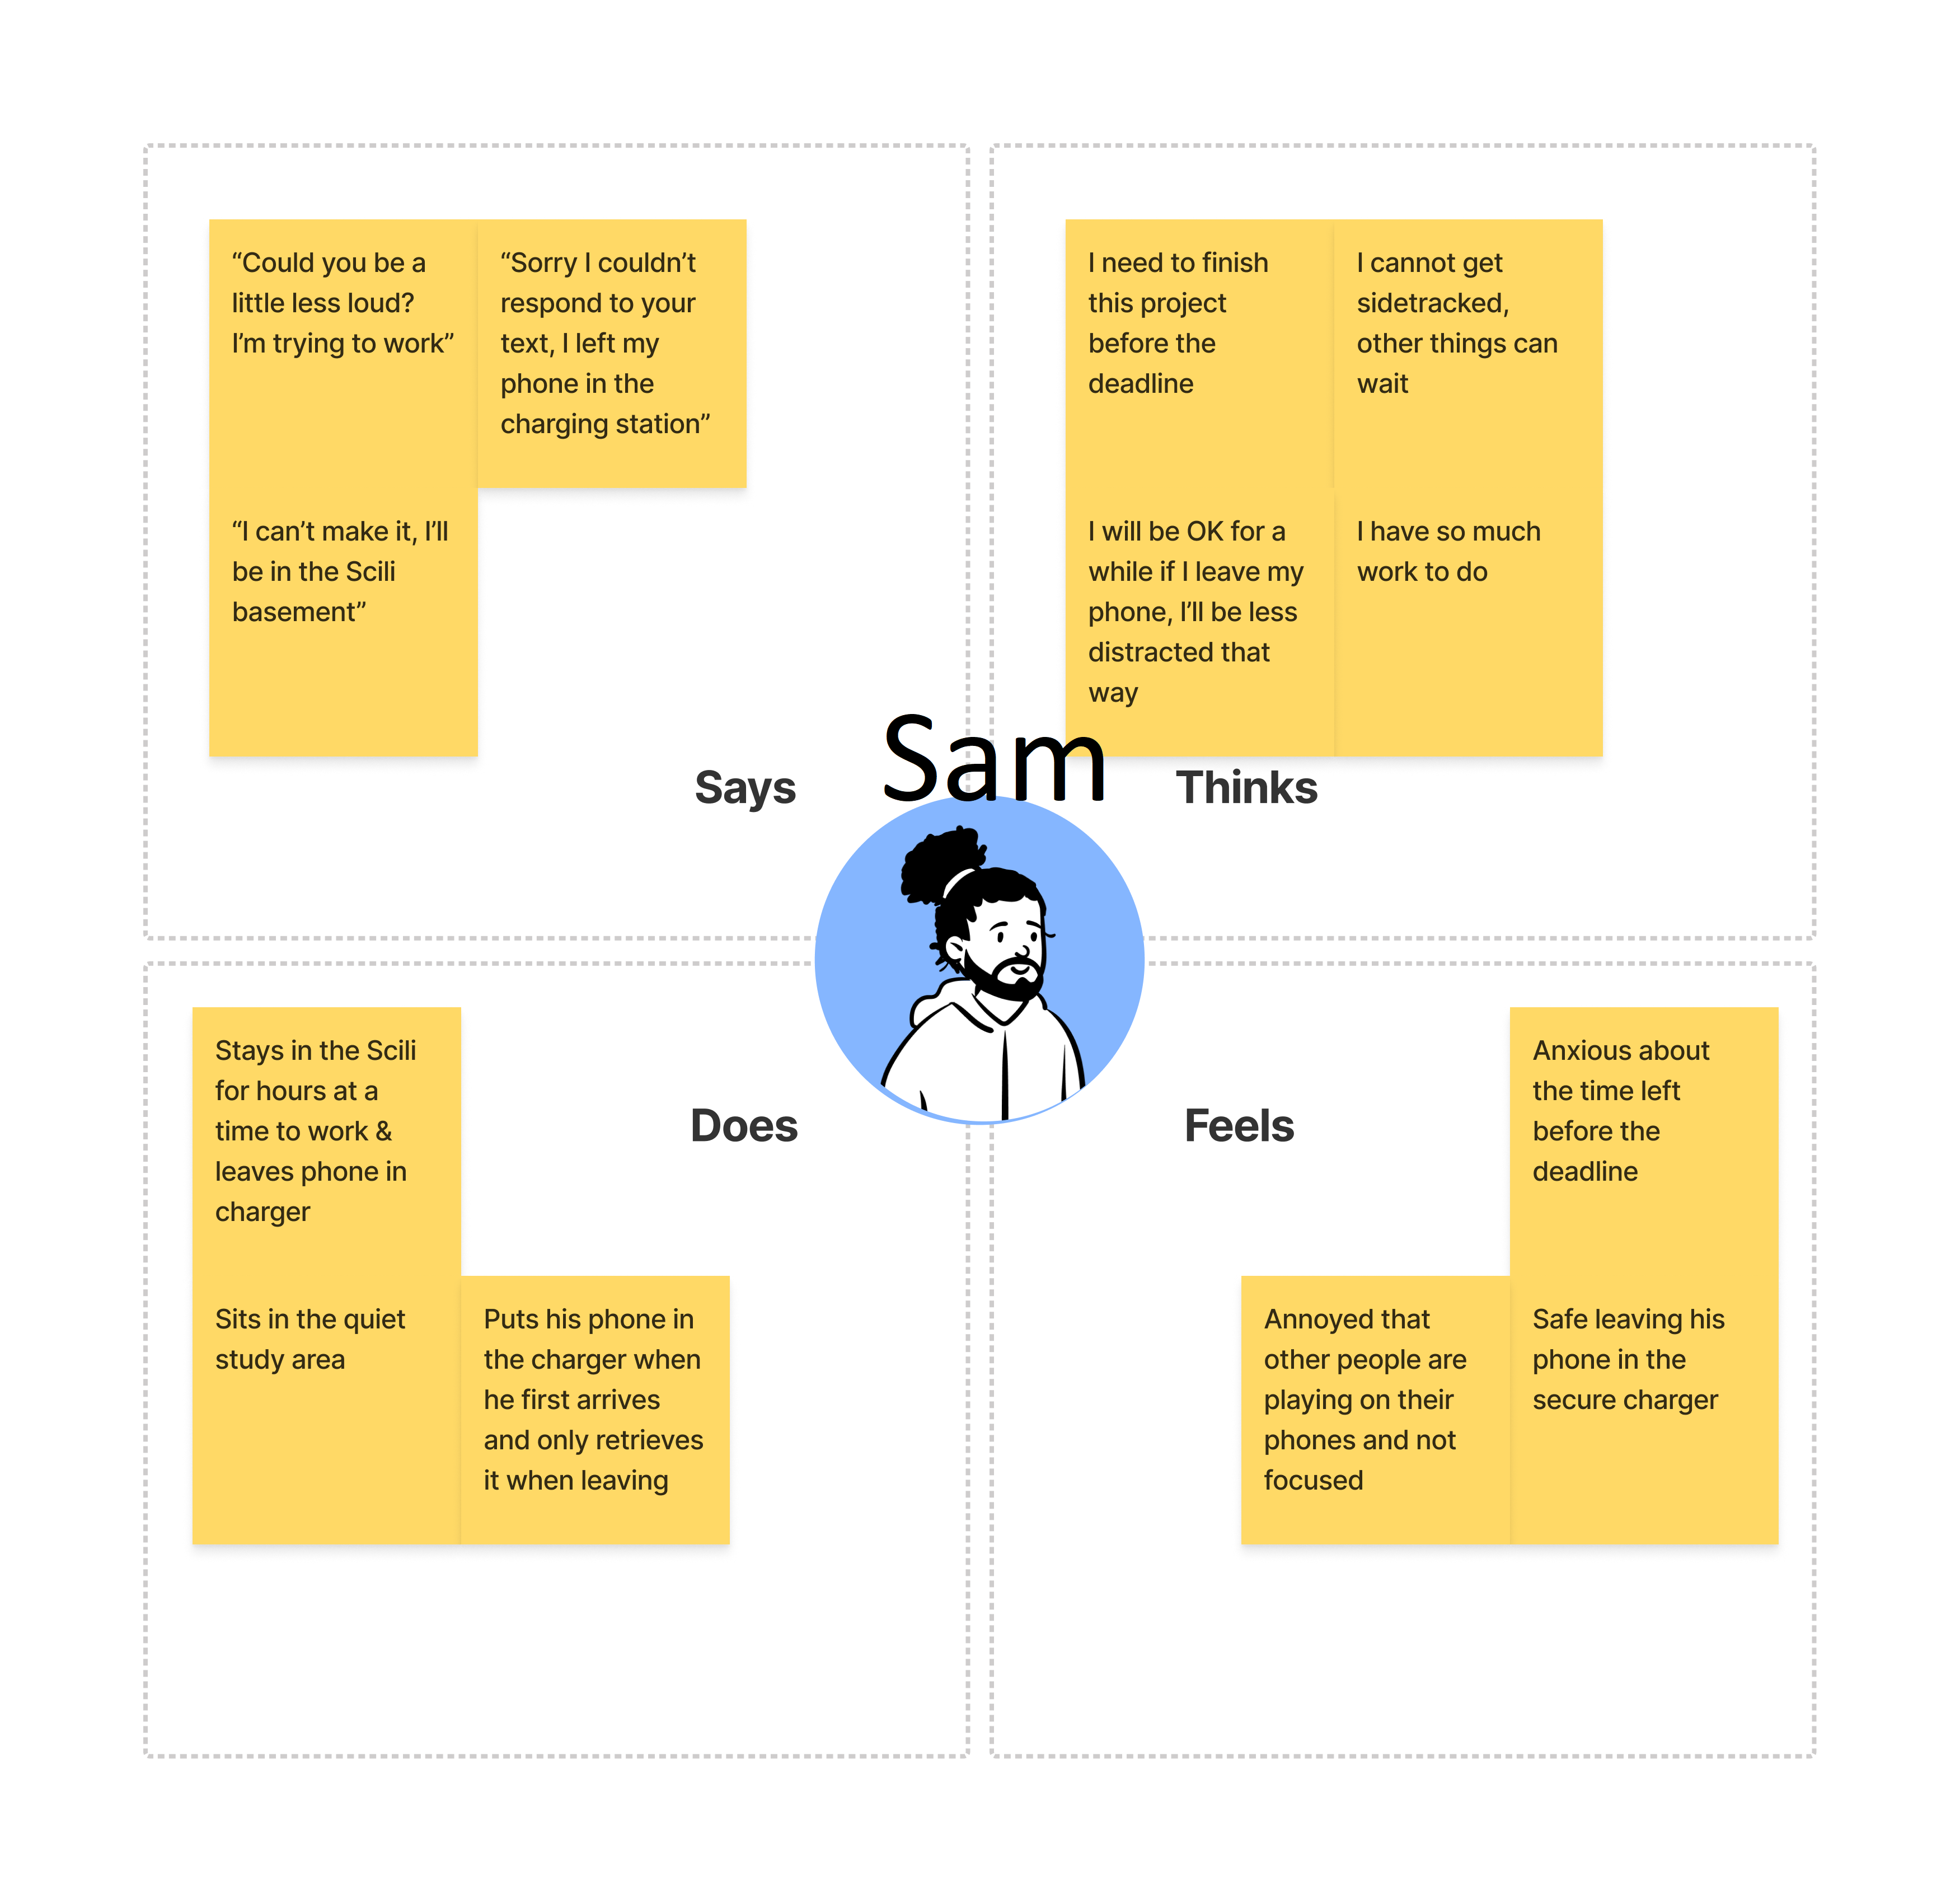 “Could you be a
little less loud?
I’m trying to work”
“Sorry I couldn’t
respond to your
text, I left my
phone in the
charging station”
“I can’t make it, I’ll
be in the Scili
basement”
Says
I need to finish
this project
before the
deadline
I cannot get
sidetracked,
other things can
wait
I will be OK for a
while if I leave my
phone, I’ll be less
distracted that
way
I have so much
work to do
Sam
Thinks
Stays in the Scili
for hours at a
time to work &
leaves phone in
charger
Sits in the quiet
study area
Puts his phone in
the charger when
he first arrives
and only retrieves
it when leaving
Does
Feels
Anxious about
the time left
before the
deadline
Annoyed that
other people are
playing on their
phones and not
focused
Safe leaving his
phone in the
secure charger